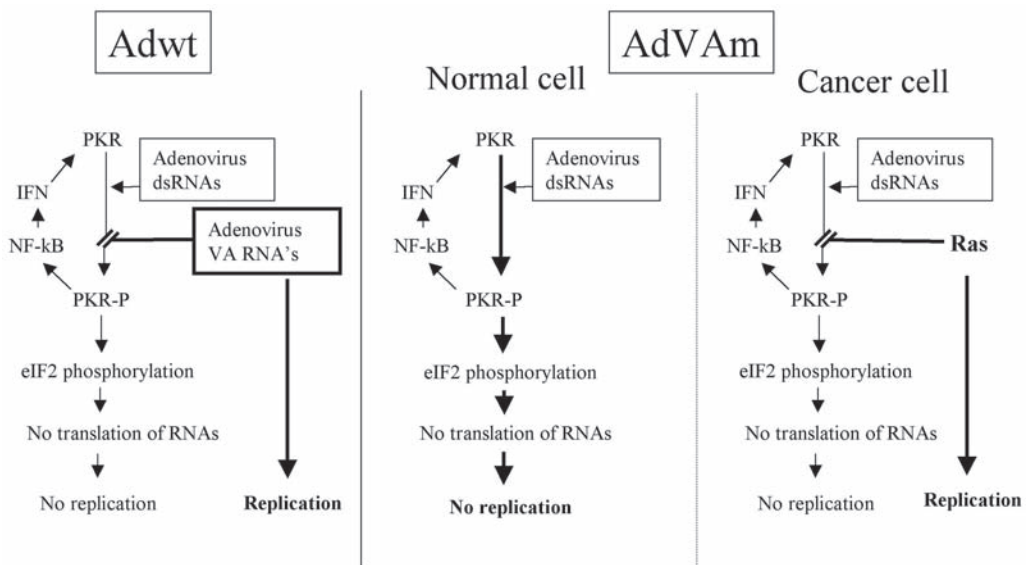 Adwt
AdVAm
Normal cell
Cancer cell
PKR
Adenovirus
dsRNAs
IFN
Adenovirus
VA RNA's
NF-kB
PKR-P
eIF2 phosphorylation
No translation of RNAs
No replication
Replication
PKR
Adenovirus
dsRNAs
IFN
NF-kB
PKR-P
eIF2 phosphorylation
No translation of RNAs
No replication
PKR
Adenovirus
dsRNAs
IFN
NF-kB
Ras
PKR-P
eIF2 phosphorylation
No translation of RNAs
No replication
Replication